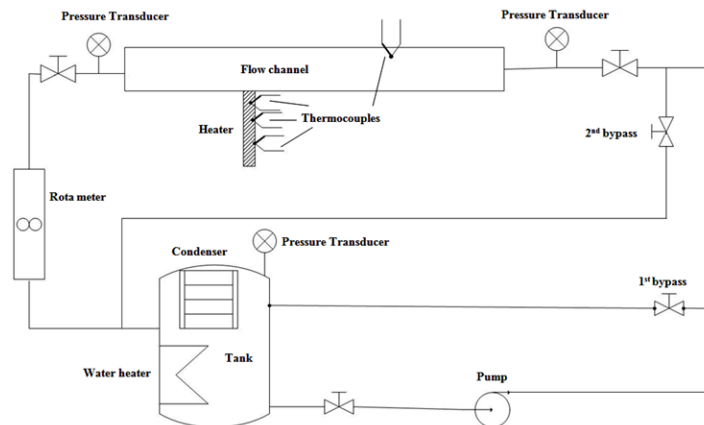 Pressure Transducer
Pressure Transducer
Flow channel
Thermocouples
Heater
2nd bypass
Rota meter
Condenser
Pressure Transducer
1st bypass
Tank
Water heater
Pump